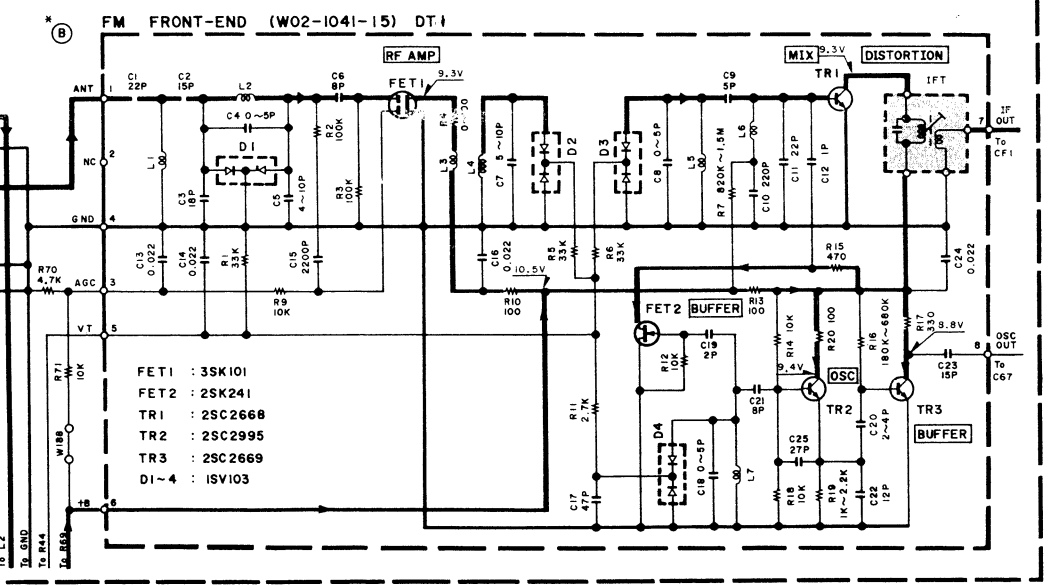 * B FM FRONT-END (W02-1041-15) DT1
RF AMP
MIX
DISTORTION
ANT 1
C1 22P
C2 15P
L2
C4 0~5P
C6 8P
FET1
9.3V
C9 5P
TR1
9.3V
IFT
7 IF OUT
To CF1
NC 2
L1
D1
C3 18P
C5 4~10P
R2 100K
R3 100K
R4
L3
L4
C7 5~10P
D2
D3
C8 0~5P
L5
R7 820K~1.5M
L6
C10 220P
C11 22P
C12 1P
GND 4
C13 0.022
C14 0.022
R1 33K
C15 2200P
C16 0.022
R5 33K
R6 33K
R15 470
C24 0.022
R70 4.7K
AGC 3
R9 10K
R10 100
10.5V
FET2 BUFFER
R13 100
VT 5
R71 10K
R12 10K
C19 2P
R14 10K
R20 100
R16 180K~680K
R17 330
8.8V
8 OSC OUT
To C67
C23 15P
FET1 : 3SK101
FET2 : 2SK241
TR1 : 2SC2668
TR2 : 2SC2995
TR3 : 2SC2669
D1~4 : 1SV103
W188
R11 2.7K
D4
C21 8P
9.4V
OSC
TR2
TR3
BUFFER
C20 2~4P
C25 27P
C17 47P
C18 0~5P
L7
R18 10K
R19 1K~2.2K
C22 12P
+B 6
To L2
To GND
To R44
To R69